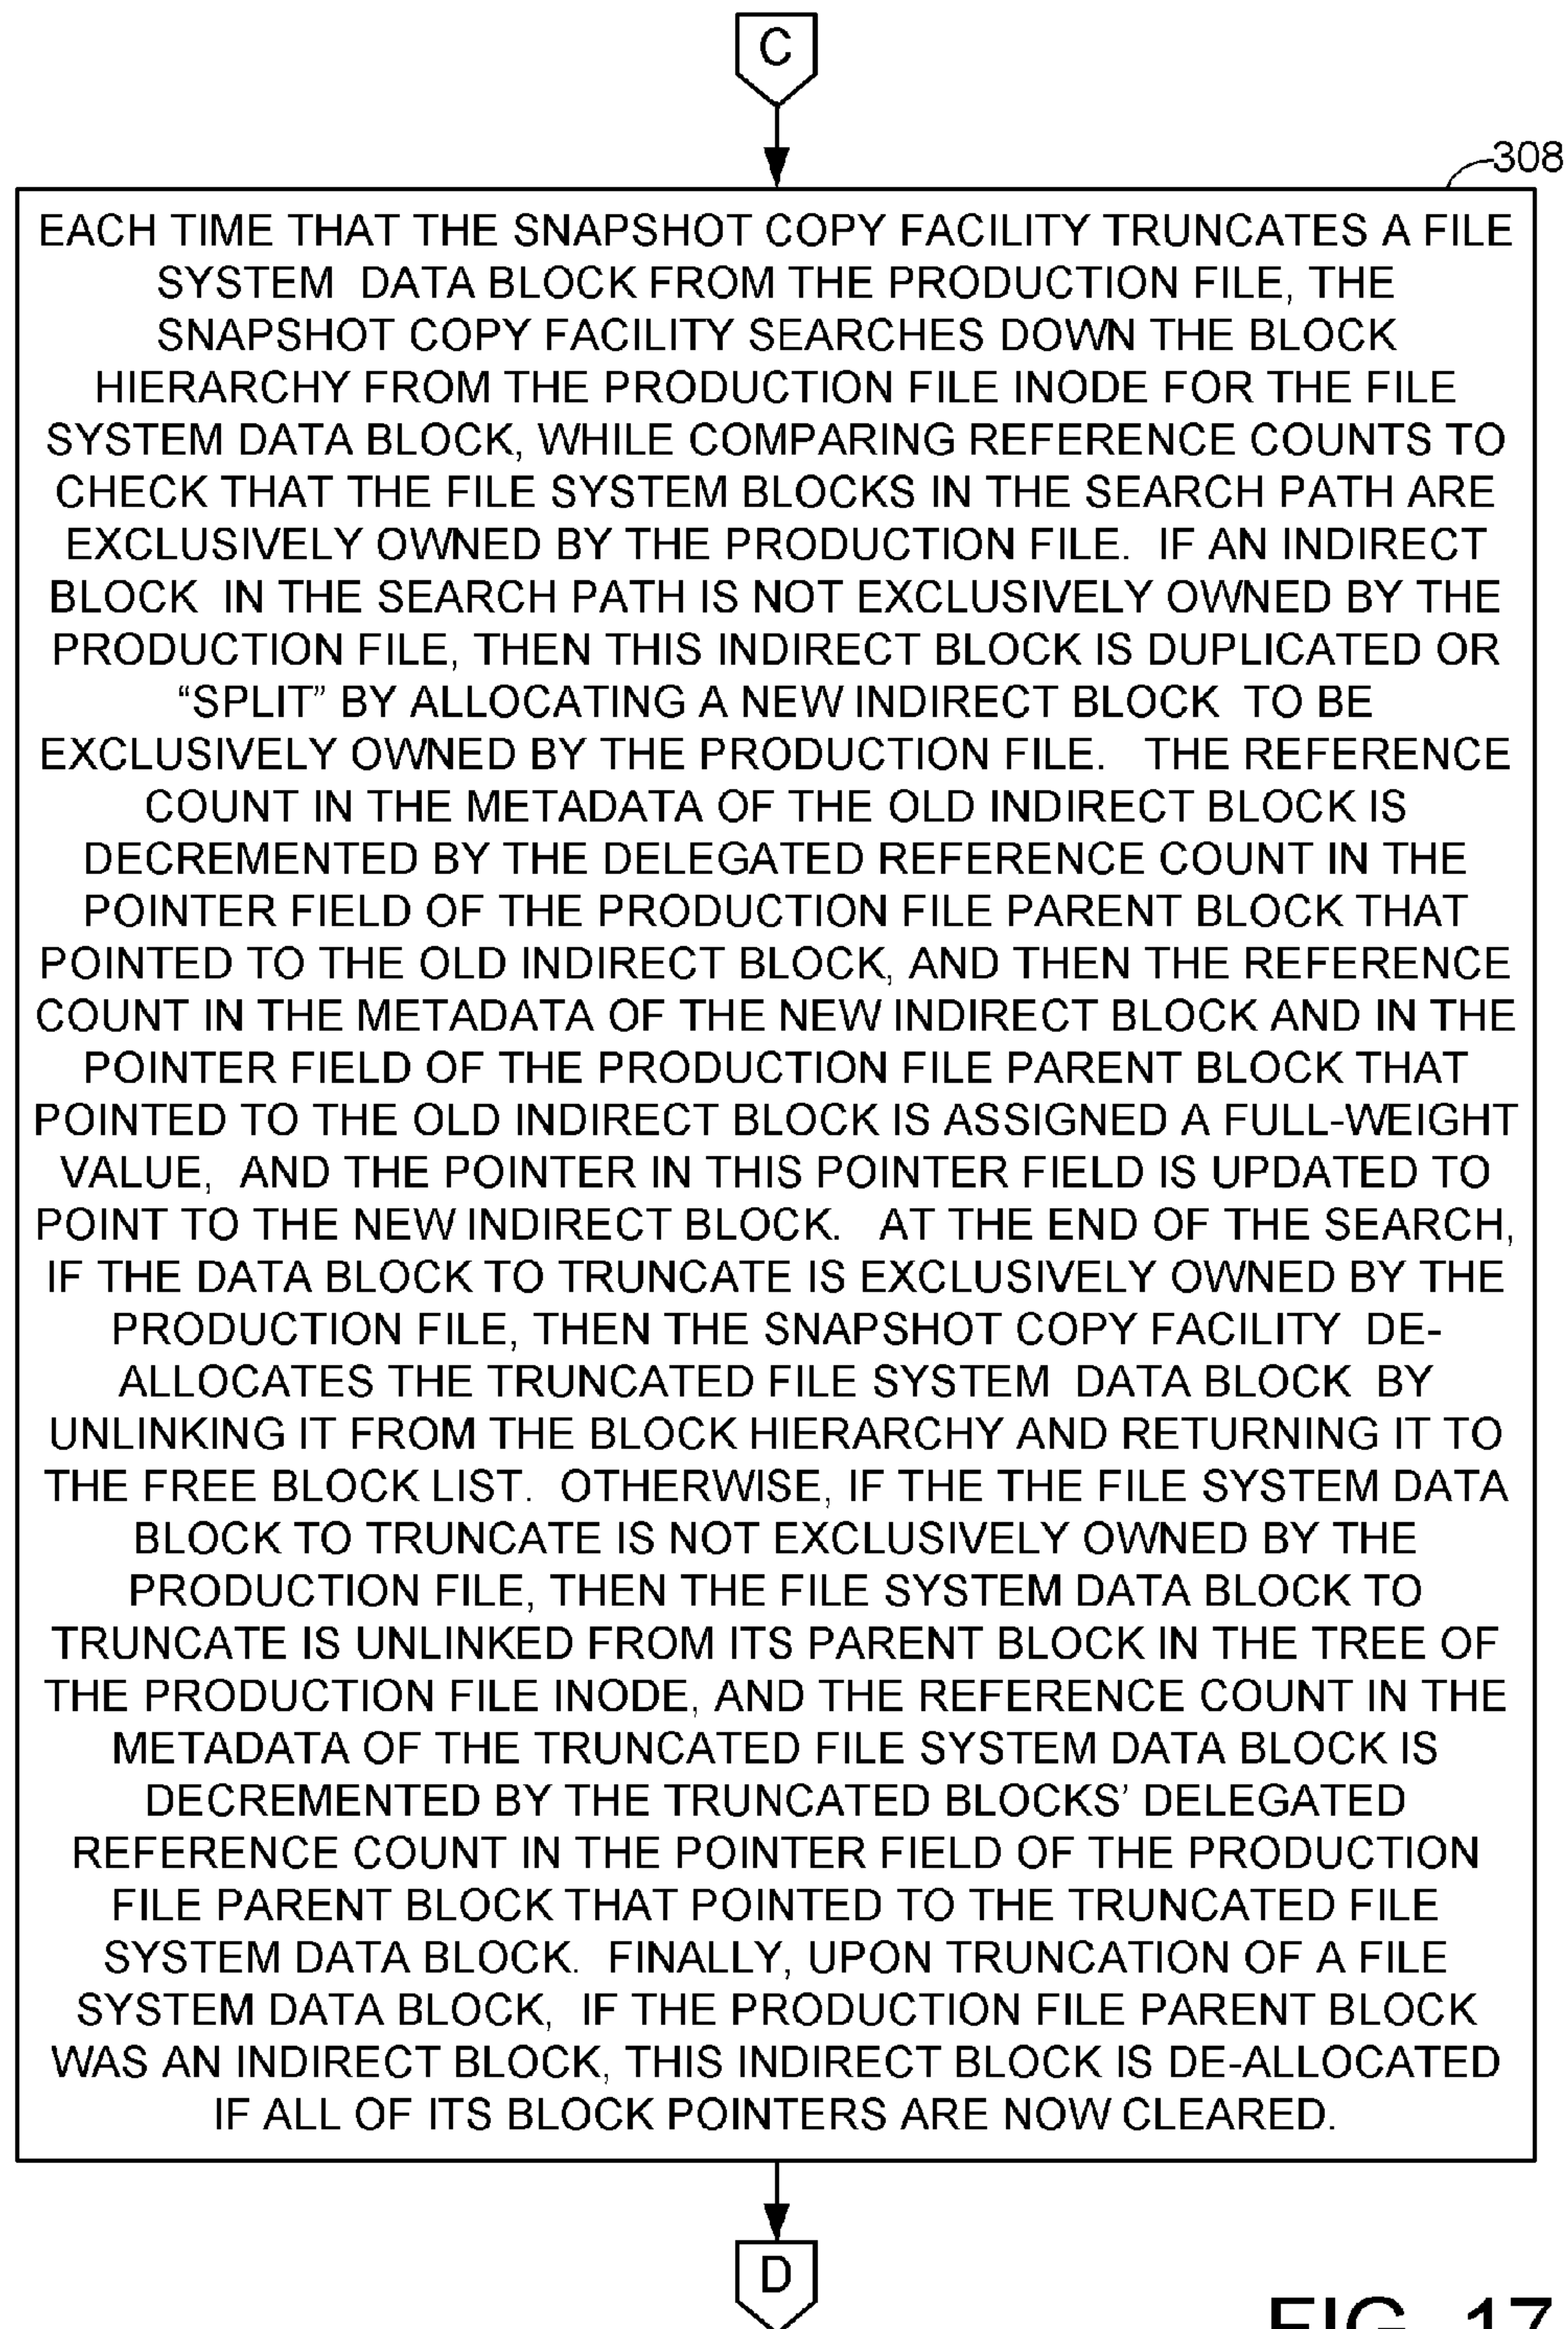 C
308
EACH TIME THAT THE SNAPSHOT COPY FACILITY TRUNCATES A FILE
SYSTEM DATA BLOCK FROM THE PRODUCTION FILE, THE
SNAPSHOT COPY FACILITY SEARCHES DOWN THE BLOCK
HIERARCHY FROM THE PRODUCTION FILE INODE FOR THE FILE
SYSTEM DATA BLOCK, WHILE COMPARING REFERENCE COUNTS TO
CHECK THAT THE FILE SYSTEM BLOCKS IN THE SEARCH PATH ARE
EXCLUSIVELY OWNED BY THE PRODUCTION FILE. IF AN INDIRECT
BLOCK IN THE SEARCH PATH IS NOT EXCLUSIVELY OWNED BY THE
PRODUCTION FILE, THEN THIS INDIRECT BLOCK IS DUPLICATED OR
“SPLIT” BY ALLOCATING A NEW INDIRECT BLOCK TO BE
EXCLUSIVELY OWNED BY THE PRODUCTION FILE. THE REFERENCE
COUNT IN THE METADATA OF THE OLD INDIRECT BLOCK IS
DECREMENTED BY THE DELEGATED REFERENCE COUNT IN THE
POINTER FIELD OF THE PRODUCTION FILE PARENT BLOCK THAT
POINTED TO THE OLD INDIRECT BLOCK, AND THEN THE REFERENCE
COUNT IN THE METADATA OF THE NEW INDIRECT BLOCK AND IN THE
POINTER FIELD OF THE PRODUCTION FILE PARENT BLOCK THAT
POINTED TO THE OLD INDIRECT BLOCK IS ASSIGNED A FULL-WEIGHT
VALUE, AND THE POINTER IN THIS POINTER FIELD IS UPDATED TO
POINT TO THE NEW INDIRECT BLOCK. AT THE END OF THE SEARCH,
IF THE DATA BLOCK TO TRUNCATE IS EXCLUSIVELY OWNED BY THE
PRODUCTION FILE, THEN THE SNAPSHOT COPY FACILITY DE-
ALLOCATES THE TRUNCATED FILE SYSTEM DATA BLOCK BY
UNLINKING IT FROM THE BLOCK HIERARCHY AND RETURNING IT TO
THE FREE BLOCK LIST. OTHERWISE, IF THE THE FILE SYSTEM DATA
BLOCK TO TRUNCATE IS NOT EXCLUSIVELY OWNED BY THE
PRODUCTION FILE, THEN THE FILE SYSTEM DATA BLOCK TO
TRUNCATE IS UNLINKED FROM ITS PARENT BLOCK IN THE TREE OF
THE PRODUCTION FILE INODE, AND THE REFERENCE COUNT IN THE
METADATA OF THE TRUNCATED FILE SYSTEM DATA BLOCK IS
DECREMENTED BY THE TRUNCATED BLOCKS’ DELEGATED
REFERENCE COUNT IN THE POINTER FIELD OF THE PRODUCTION
FILE PARENT BLOCK THAT POINTED TO THE TRUNCATED FILE
SYSTEM DATA BLOCK. FINALLY, UPON TRUNCATION OF A FILE
SYSTEM DATA BLOCK, IF THE PRODUCTION FILE PARENT BLOCK
WAS AN INDIRECT BLOCK, THIS INDIRECT BLOCK IS DE-ALLOCATED
IF ALL OF ITS BLOCK POINTERS ARE NOW CLEARED.
D
FIG. 17